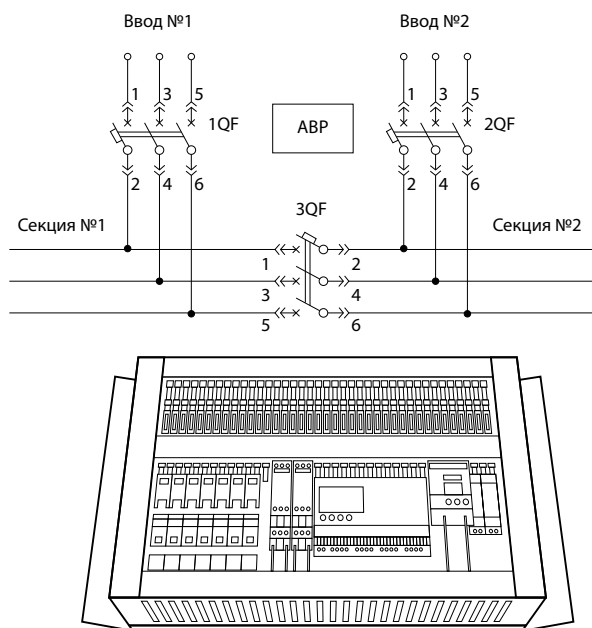 Ввод №1
Ввод №2
1 3 5
1 3 5
1QF
АВР
2QF
2 4 6
2 4 6
Секция №1
3QF
Секция №2
1 2
3 4
5 6